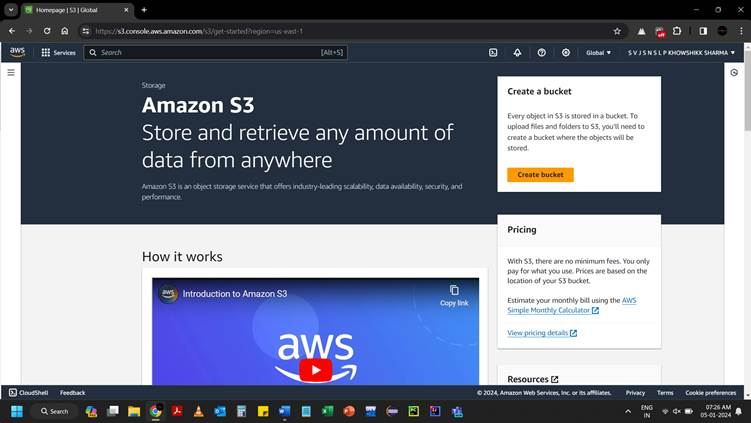 Homepage | S3 | Global
https://s3.console.aws.amazon.com/s3/get-started?region=us-east-1
aws
Services
Search
[Alt+S]
Global
S V J S N S L P KHOWSHIKK SHARMA
Storage
Amazon S3
Store and retrieve any amount of
data from anywhere
Amazon S3 is an object storage service that offers industry-leading scalability, data availability, security, and
performance.
Create a bucket
Every object in S3 is stored in a bucket. To
upload files and folders to S3, you'll need to
create a bucket where the objects will be
stored.
Create bucket
How it works
aws
Introduction to Amazon S3
Copy link
aws
Pricing
With S3, there are no minimum fees. You only
pay for what you use. Prices are based on the
location of your S3 bucket.
Estimate your monthly bill using the AWS
Simple Monthly Calculator
View pricing details
Resources
CloudShell
Feedback
© 2024, Amazon Web Services, Inc. or its affiliates.
Privacy
Terms
Cookie preferences
Search
ENG
IN
07:26 AM
05-01-2024